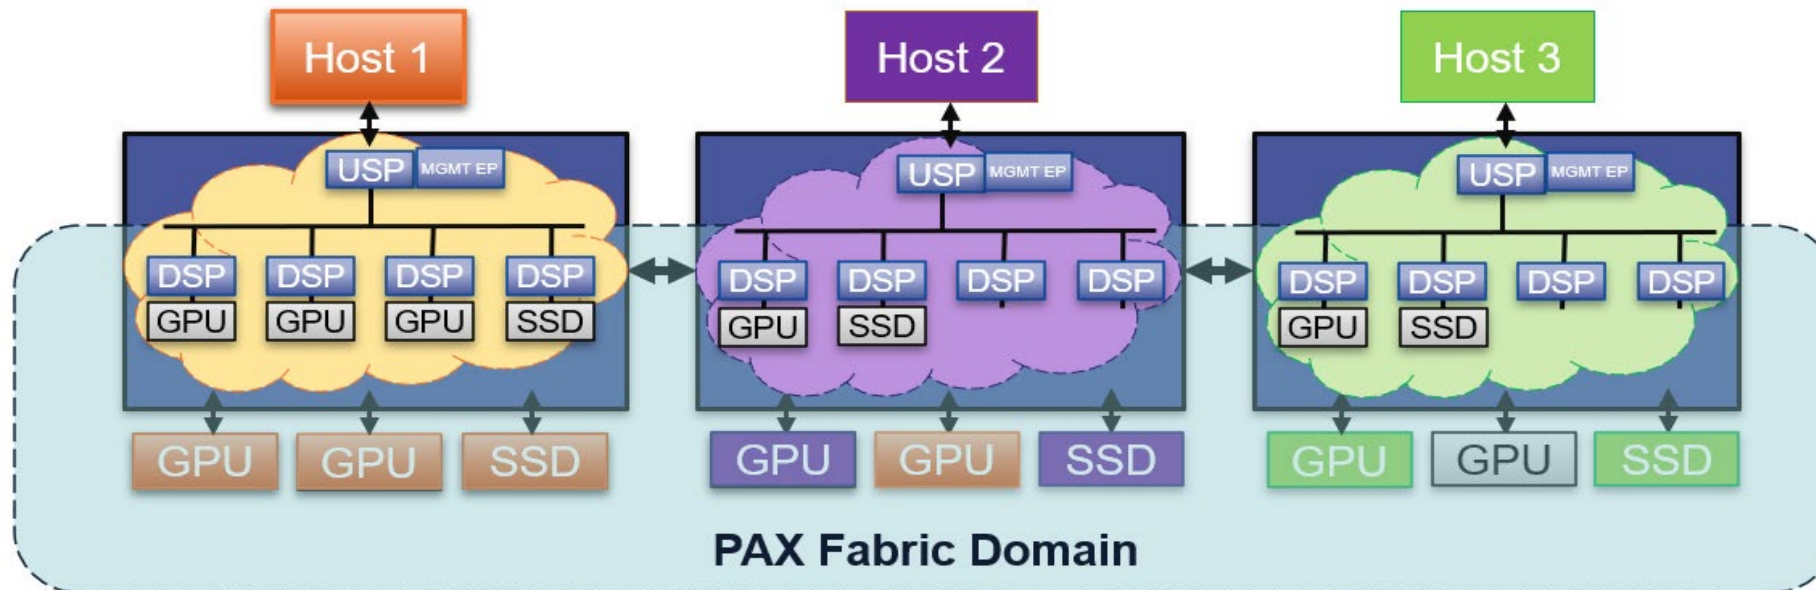 Host 1
Host 2
Host 3
USP MGMT EP
USP MGMT EP
USP MGMT EP
DSP DSP DSP DSP
DSP DSP DSP DSP
DSP DSP DSP DSP
GPU GPU GPU SSD
GPU SSD
GPU SSD
GPU GPU SSD
GPU GPU SSD
GPU GPU SSD
PAX Fabric Domain